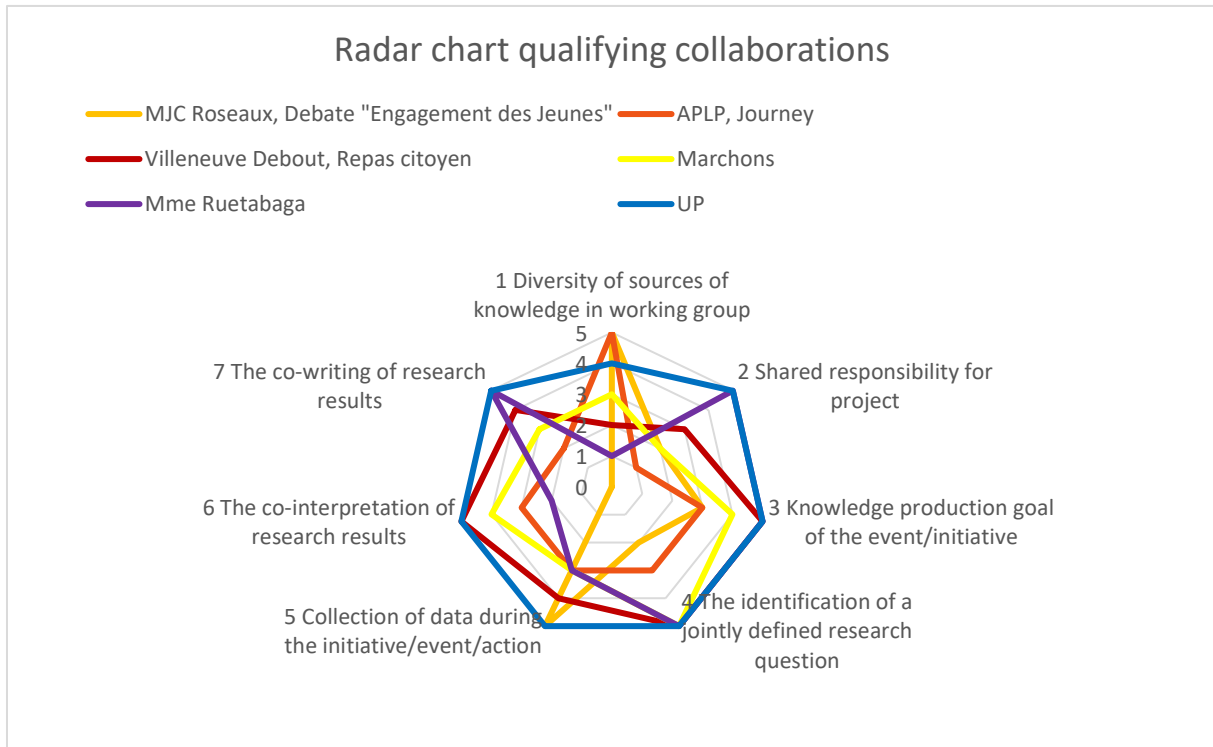 Radar chart qualifying collaborations
MJC Roseaux, Debate "Engagement des Jeunes"
APLP, Journey
Villeneuve Debout, Repas citoyen
Marchons
Mme Ruetabaga
UP
1 Diversity of sources of
knowledge in working group
5
4
3
2
1
0
2 Shared responsibility for
project
3 Knowledge production goal
of the event/initiative
4 The identification of a
jointly defined research
question
5 Collection of data during
the initiative/event/action
6 The co-interpretation of
research results
7 The co-writing of research
results